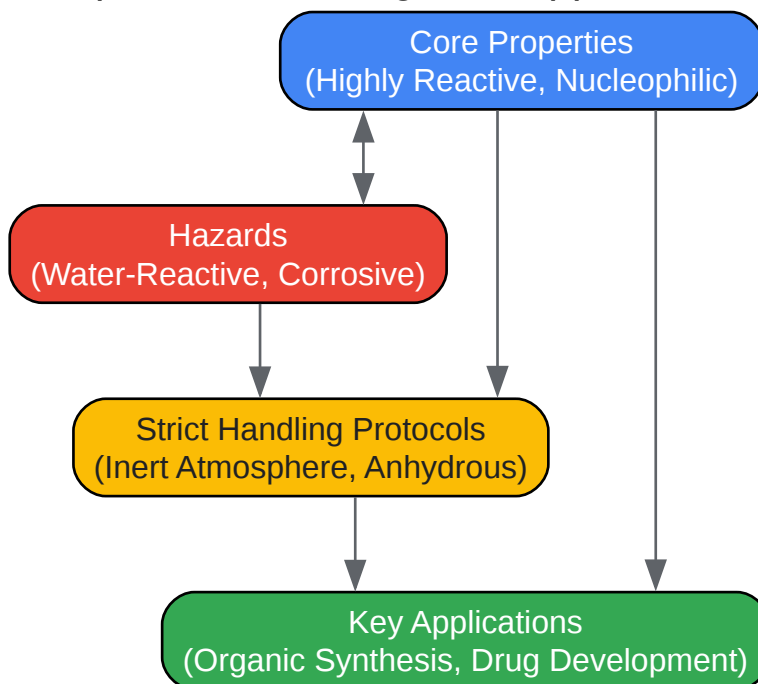 Core Properties
(Highly Reactive, Nucleophilic)
Hazards
(Water-Reactive, Corrosive)
Strict Handling Protocols
(Inert Atmosphere, Anhydrous)
Key Applications
(Organic Synthesis, Drug Development)